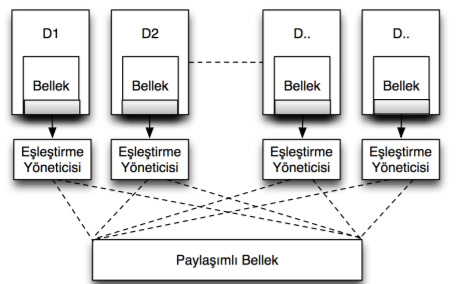 D1
D2
D..
D..
Bellek
Bellek
Bellek
Bellek
Eşleştirme
Yöneticisi
Eşleştirme
Yöneticisi
Eşleştirme
Yöneticisi
Eşleştirme
Yöneticisi
Paylaşımlı Bellek